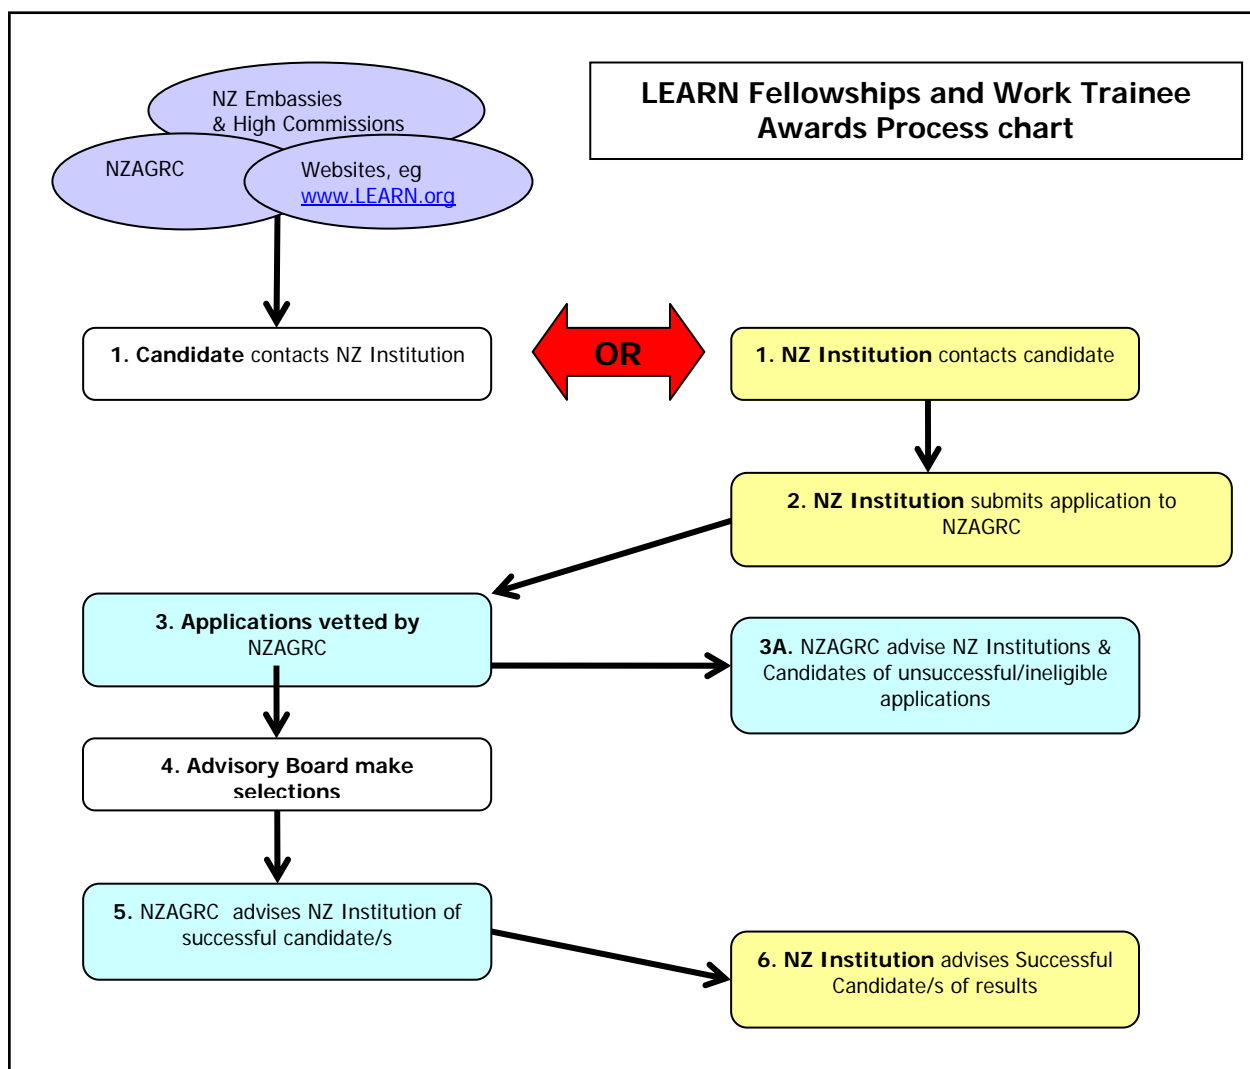 NZ Embassies
& High Commissions
NZAGRC
Websites, eg
www.LEARN.org
LEARN Fellowships and Work Trainee
Awards Process chart
1. Candidate contacts NZ Institution
OR
1. NZ Institution contacts candidate
2. NZ Institution submits application to
NZAGRC
3. Applications vetted by
NZAGRC
3A. NZAGRC advise NZ Institutions &
Candidates of unsuccessful/ineligible
applications
4. Advisory Board make
selections
5. NZAGRC advises NZ Institution of
successful candidate/s
6. NZ Institution advises Successful
Candidate/s of results